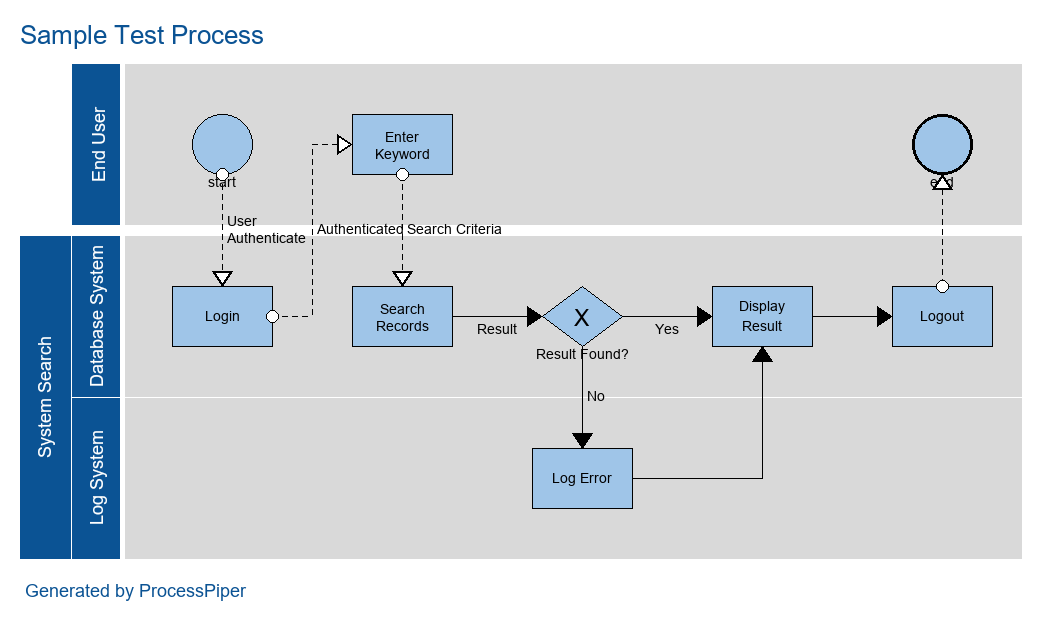 Sample Test Process
End User
start
Enter
Keyword
end
User
Authenticate
Authenticated
Search Criteria
System Search
Database System
Login
Search
Records
Result
X
Result Found?
Yes
Display
Result
Logout
No
Log System
Log Error
Generated by ProcessPiper